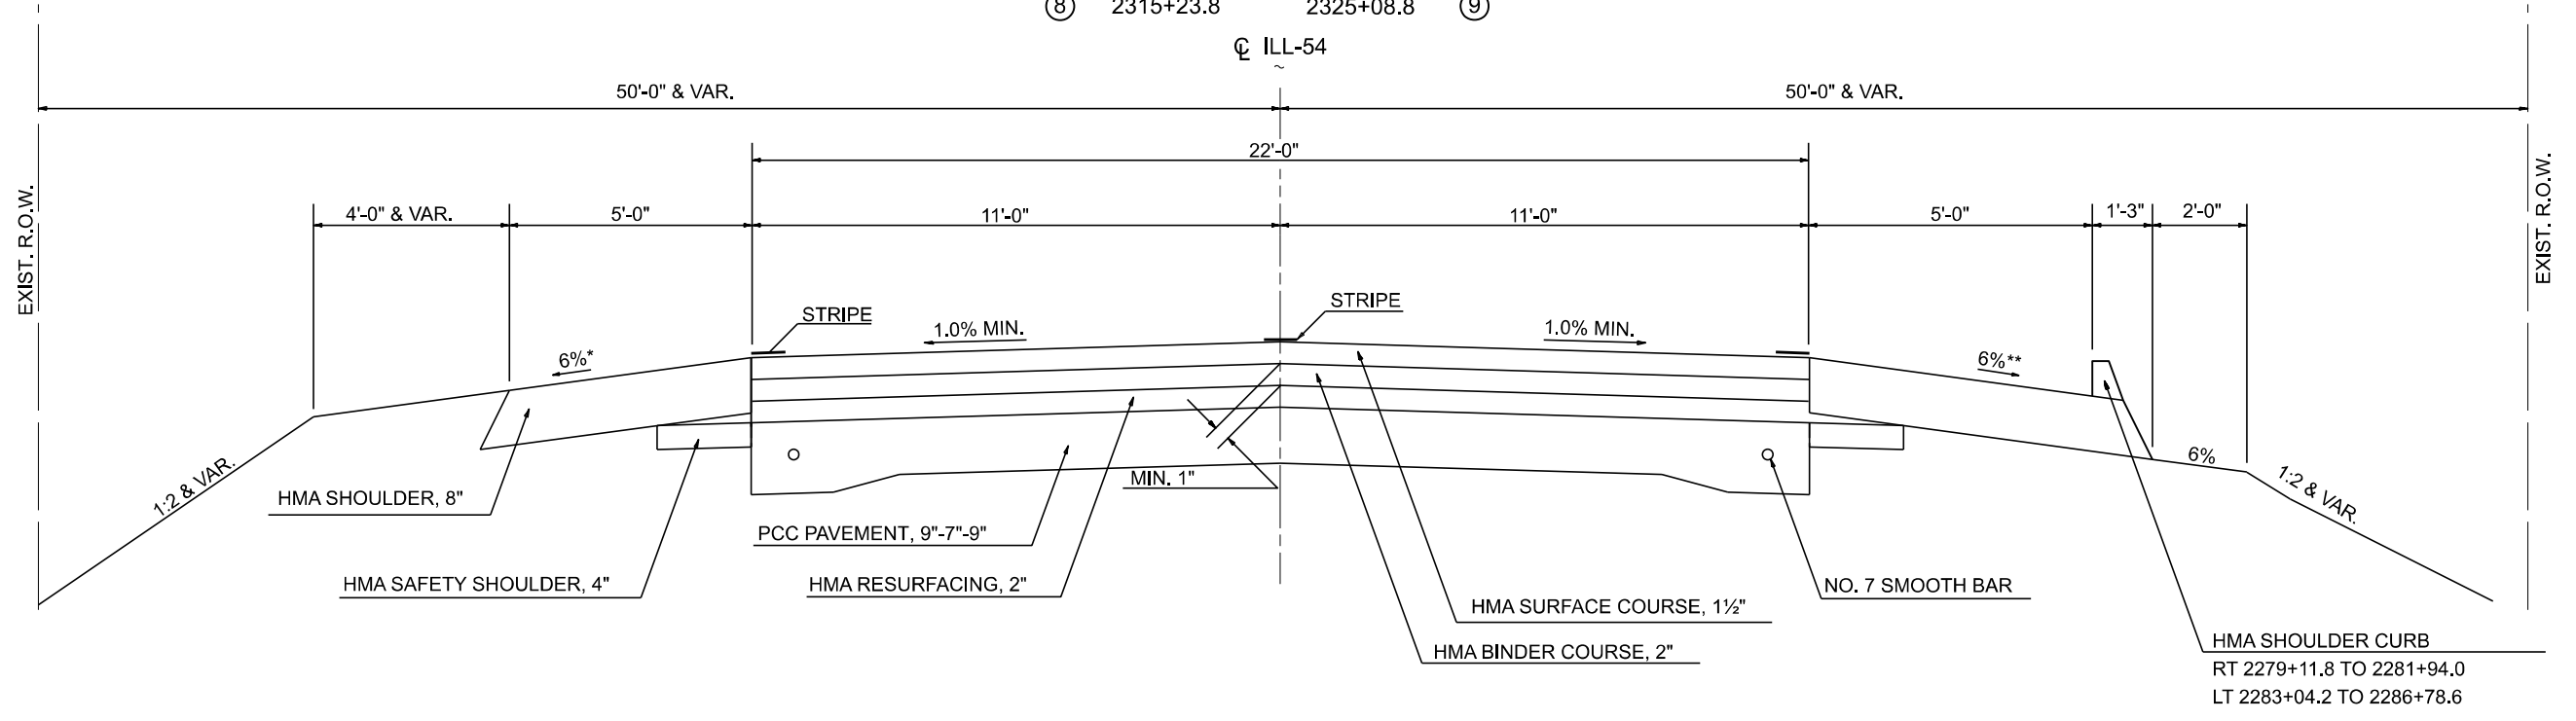 ⑧ 2315+23.8 2325+08.8 ⑨
℄ ILL-54
~
50'-0" & VAR. 50'-0" & VAR.
22'-0"
EXIST. R.O.W.
EXIST. R.O.W.
4'-0" & VAR. 5'-0" 11'-0" 11'-0" 5'-0" 1'-3" 2'-0"
STRIPE
STRIPE
1.0% MIN.
1.0% MIN.
6%*
6%**
6%
1:2 & VAR.
1:2 & VAR.
MIN. 1"
HMA SHOULDER, 8"
PCC PAVEMENT, 9"-7"-9"
HMA SAFETY SHOULDER, 4"
HMA RESURFACING, 2"
NO. 7 SMOOTH BAR
HMA SURFACE COURSE, 1½"
HMA BINDER COURSE, 2"
HMA SHOULDER CURB
RT 2279+11.8 TO 2281+94.0
LT 2283+04.2 TO 2286+78.6